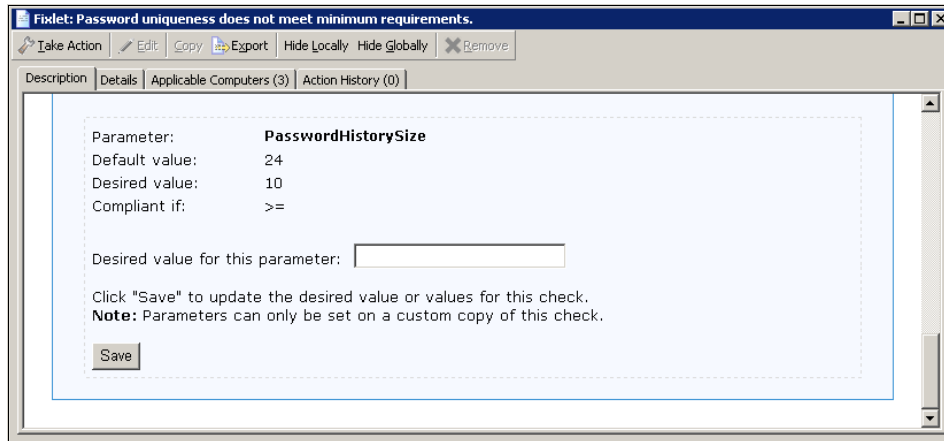 Fixlet: Password uniqueness does not meet minimum requirements.
Take Action Edit Copy Export Hide Locally Hide Globally Remove
Description Details Applicable Computers (3) Action History (0)
Parameter: PasswordHistorySize
Default value: 24
Desired value: 10
Compliant if: >=
Desired value for this parameter:
Click "Save" to update the desired value or values for this check.
Note: Parameters can only be set on a custom copy of this check.
Save